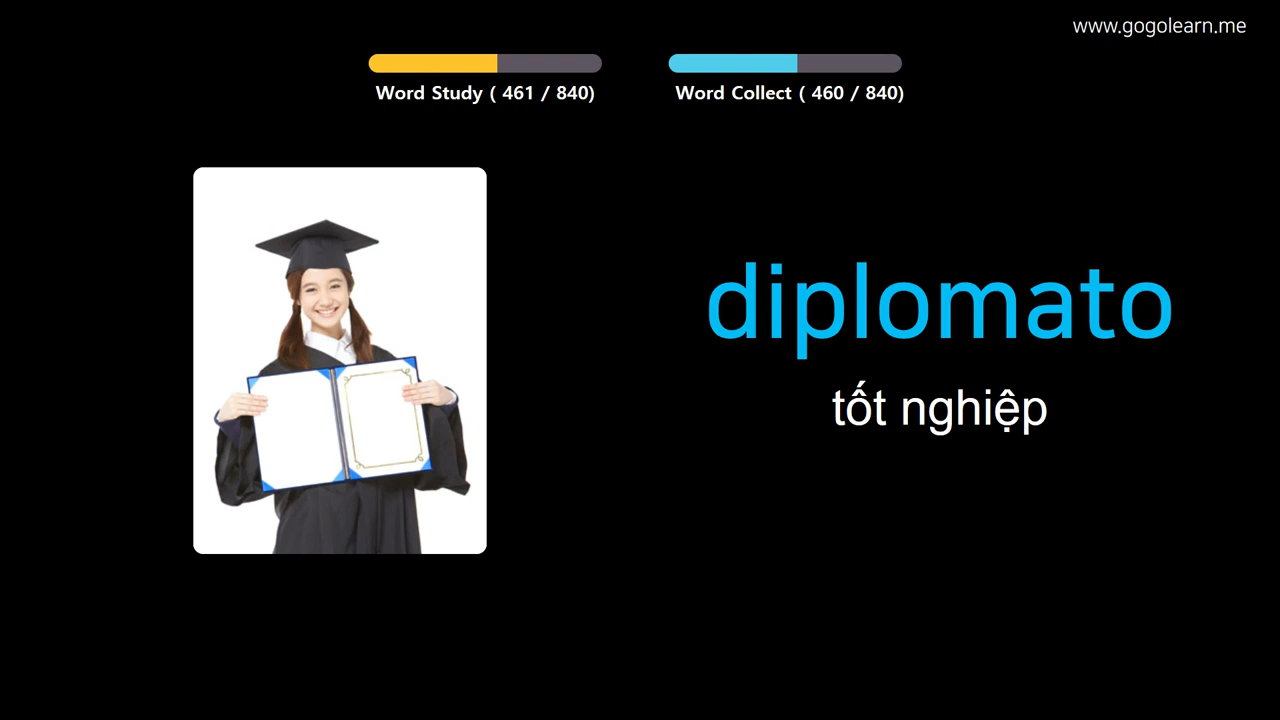 www.gogolearn.me
Word Study ( 461 / 840)
Word Collect ( 460 / 840)
diplomato
tốt nghiệp